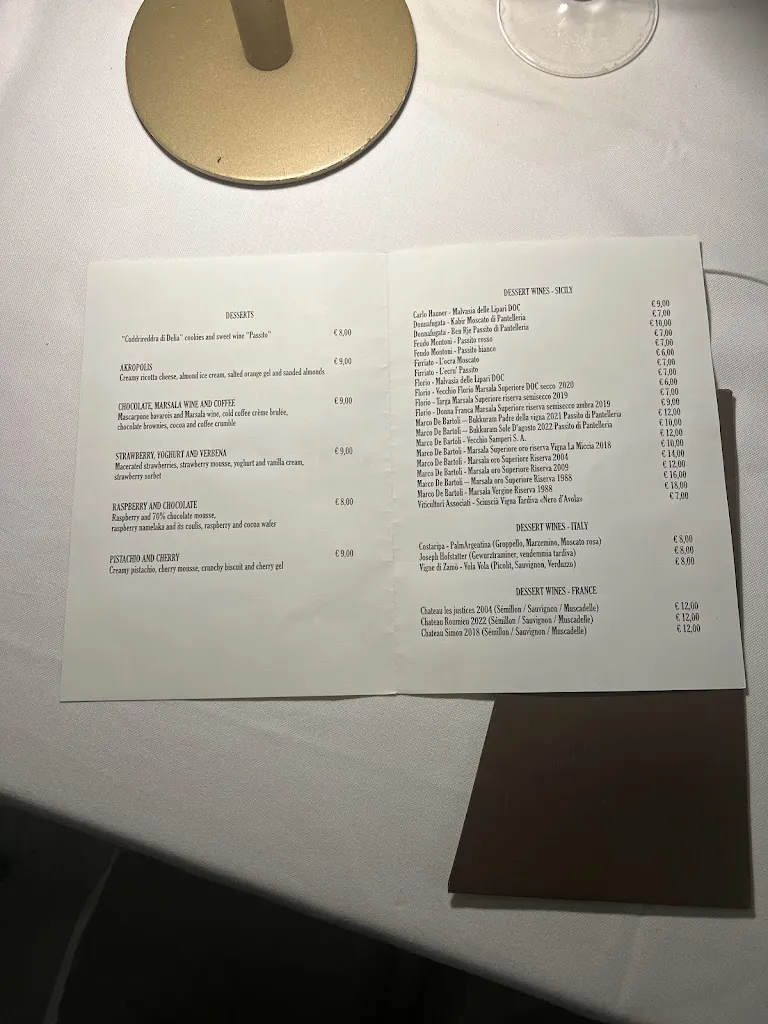 DESSERTS
"Cuddrireddra di Delia" cookies and sweet wine "Passito" € 8,00
AKROPOLIS € 9,00
Creamy ricotta cheese, almond ice cream, salted orange gel and sanded almonds
CHOCOLATE, MARSALA WINE AND COFFEE € 9,00
Mascarpone bavareis and Marsala wine, cold coffee crème brulée,
chocolate brownies, cocoa and coffee crumble
STRAWBERRY, YOGHURT AND VERBENA € 9,00
Macerated strawberries, strawberry mousse, yoghurt and vanilla cream,
strawberry sorbet
RASPBERRY AND CHOCOLATE € 8,00
Raspberry and 70% chocolate mousse,
raspberry namelaka and its coulis, raspberry and cocoa wafer
PISTACHIO AND CHERRY € 9,00
Creamy pistachio, cherry mousse, crunchy biscuit and cherry gel
DESSERT WINES - SICILY
Carlo Hauner - Malvasia delle Lipari DOC € 9,00
Donnafugata - Kabir Moscato di Pantelleria € 7,00
Donnafugata - Ben Rje Passito di Pantelleria € 10,00
Feudo Montoni - Passito rosso € 7,00
Feudo Montoni - Passito bianco € 7,00
Firriato - L'ocra Moscato € 6,00
Firriato - L'ecru' Passito € 7,00
Florio - Malvasia delle Lipari DOC € 7,00
Florio - Vecchio Florio Marsala Superiore DOC secco 2020 € 6,00
Florio - Targa Marsala Superiore riserva semisecco 2019 € 7,00
Florio - Donna Franca Marsala Superiore riserva semisecco ambra 2019 € 9,00
Marco De Bartoli – Bukkuram Padre della vigna 2021 Passito di Pantelleria € 12,00
Marco De Bartoli – Bukkuram Sole D'agosto 2022 Passito di Pantelleria € 10,00
Marco De Bartoli - Vecchio Samperi S. A. € 12,00
Marco De Bartoli - Marsala Superiore oro riserva Vigna La Miccia 2018 € 10,00
Marco De Bartoli - Marsala oro Superiore Riserva 2004 € 14,00
Marco De Bartoli - Marsala oro Superiore Riserva 2009 € 12,00
Marco De Bartoli – Marsala oro Superiore Riserva 1988 € 16,00
Marco De Bartoli - Marsala Vergine Riserva 1988 € 18,00
Viticultori Associati - Sciuscià Vigna Tardiva «Nero d'Avola» € 7,00
DESSERT WINES - ITALY
Costaripa - PalmArgentina (Groppello, Marzemino, Moscato rosa) € 8,00
Joseph Hofstatter (Gewurztraminer, vendemmia tardiva) € 8,00
Vigne di Zamò - Vola Vola (Picolit, Sauvignon, Verduzzo) € 8,00
DESSERT WINES - FRANCE
Chateau les justices 2004 (Sémillon / Sauvignon / Muscadelle) € 12,00
Chateau Roumieu 2022 (Sémillon / Sauvignon / Muscadelle) € 12,00
Chateau Simon 2018 (Sémillon / Sauvignon / Muscadelle) € 12,00